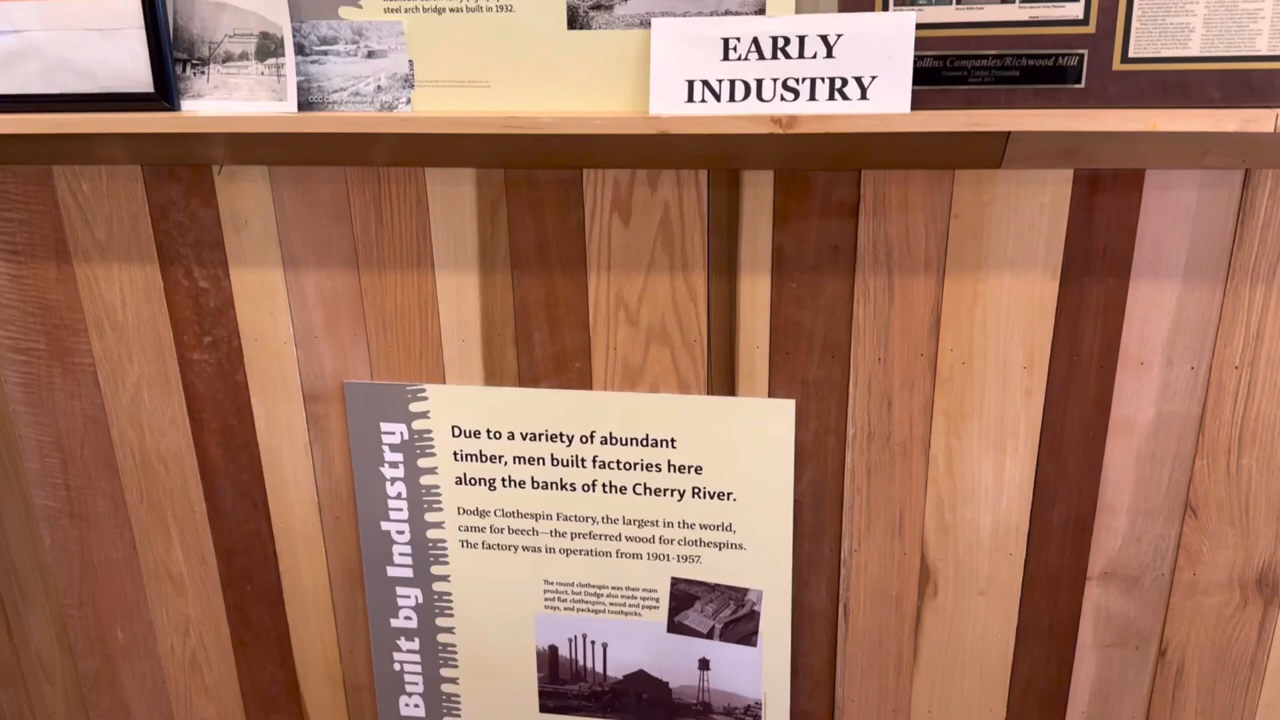 steel arch bridge was built in 1932.
EARLY
INDUSTRY
Collins Companies/Richwood Mill
Timber Processing
Built by Industry
Due to a variety of abundant
timber, men built factories here
along the banks of the Cherry River.
Dodge Clothespin Factory, the largest in the world,
came for beech—the preferred wood for clothespins.
The factory was in operation from 1901-1957.
The round clothespin was their main
product, but Dodge also made spring
and flat clothespins, wood and paper
trays, and packaged toothpicks.